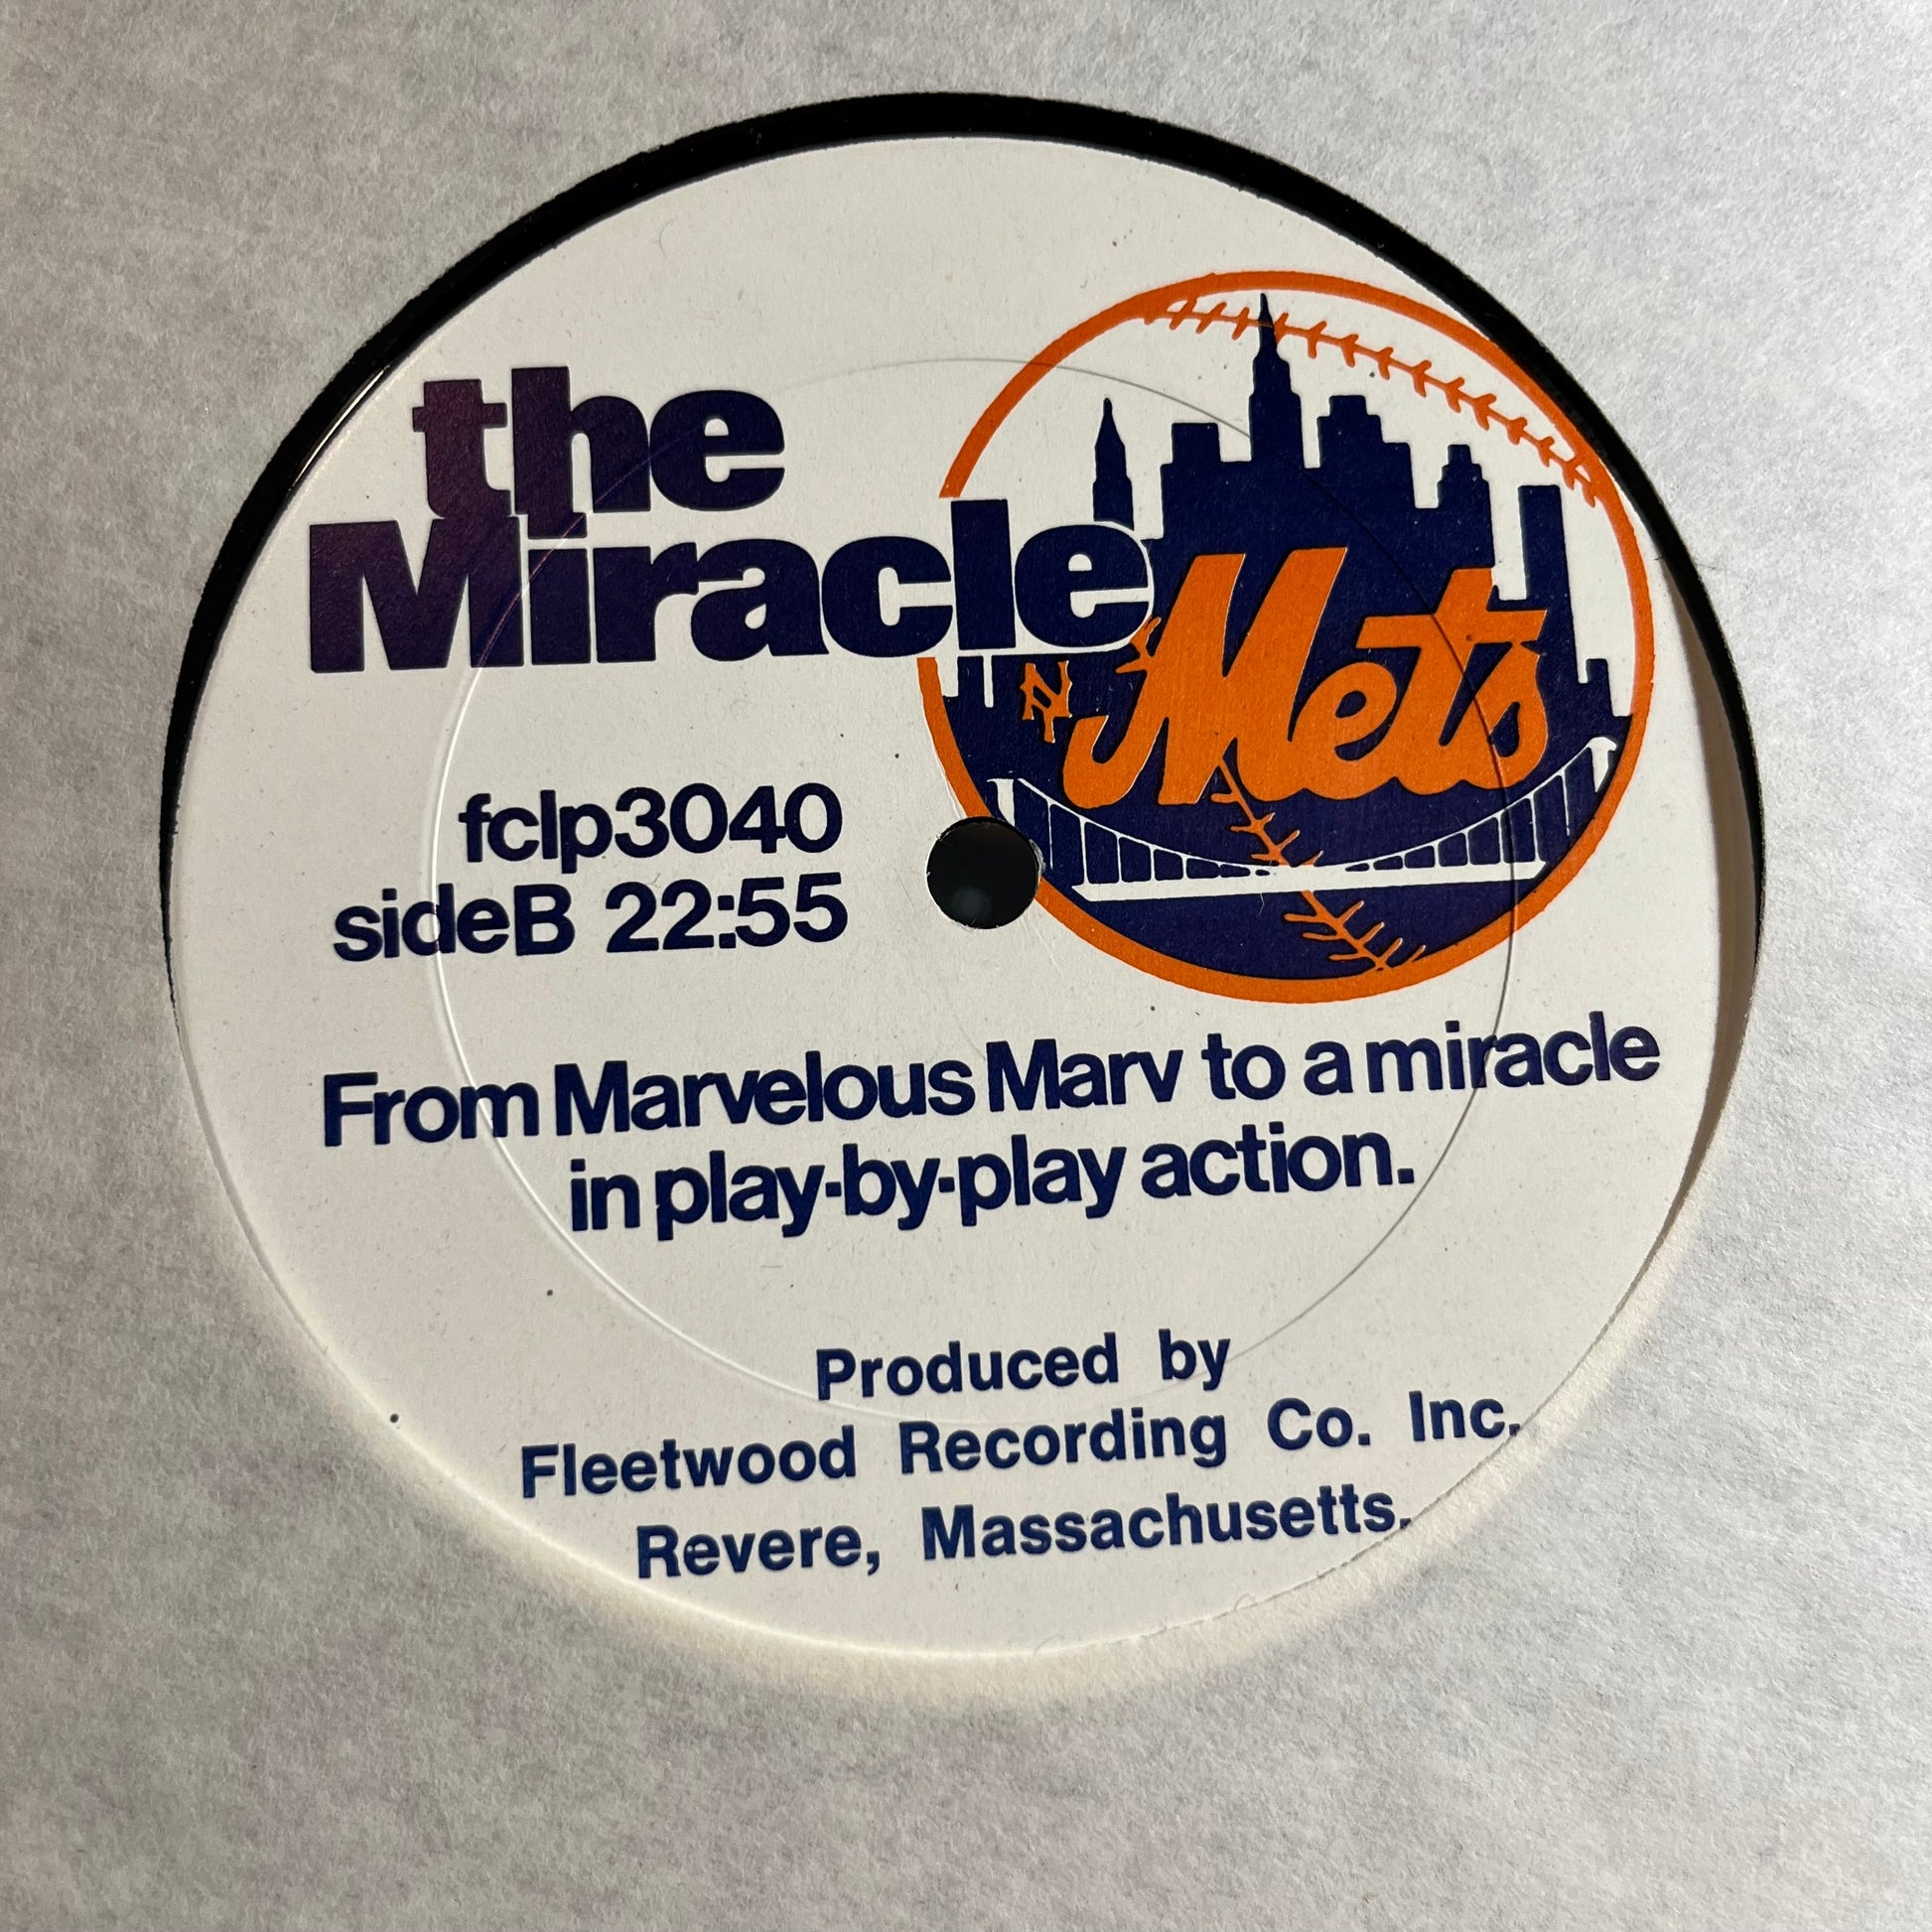 the
Miracle
NY Mets
fclp3040
sideB 22:55
From Marvelous Marv to a miracle
in play-by-play action.
Produced by
Fleetwood Recording Co. Inc.
Revere, Massachusetts.